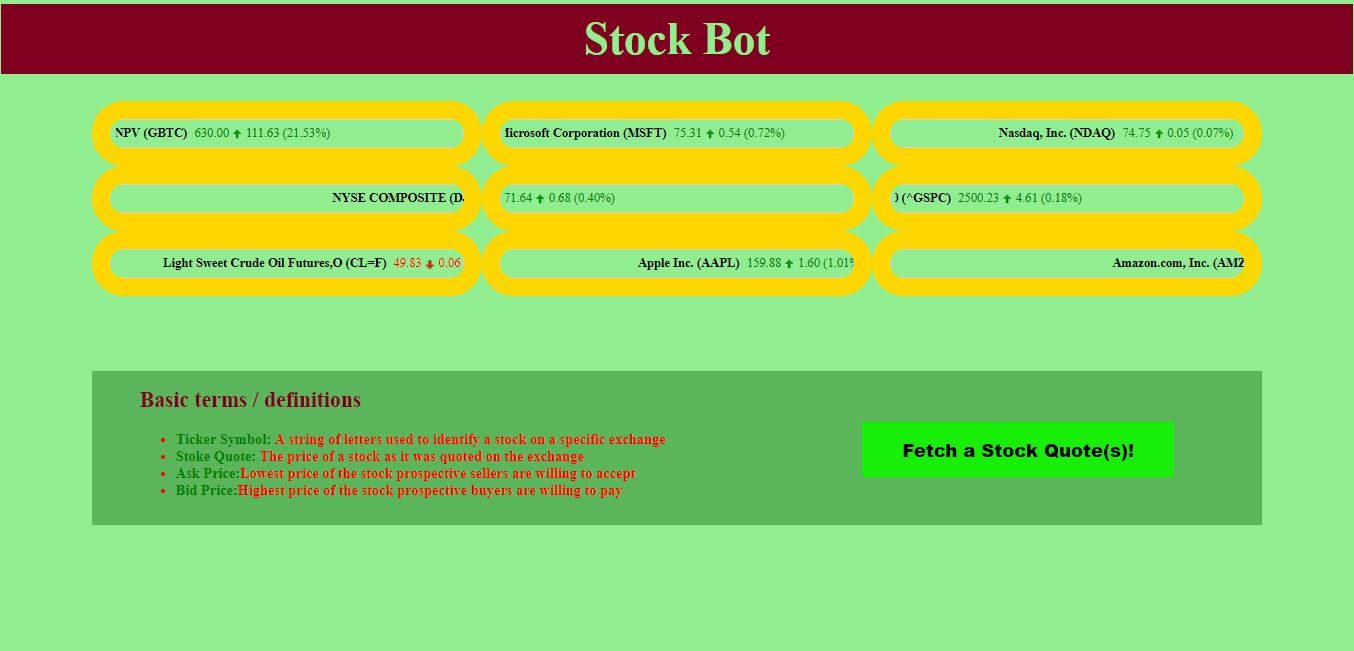 Stock Bot
NPV (GBTC) 630.00 111.63 (21.53%)
Microsoft Corporation (MSFT) 75.31 0.54 (0.72%)
Nasdaq, Inc. (NDAQ) 74.75 0.05 (0.07%)
NYSE COMPOSITE (D
71.64 0.68 (0.40%)
(^GSPC) 2500.23 4.61 (0.18%)
Light Sweet Crude Oil Futures,O (CL=F) 49.83 0.06
Apple Inc. (AAPL) 159.88 1.60 (1.01%
Amazon.com, Inc. (AMZ
Basic terms / definitions
Ticker Symbol: A string of letters used to identify a stock on a specific exchange
Stoke Quote: The price of a stock as it was quoted on the exchange
Ask Price:Lowest price of the stock prospective sellers are willing to accept
Bid Price:Highest price of the stock prospective buyers are willing to pay
Fetch a Stock Quote(s)!